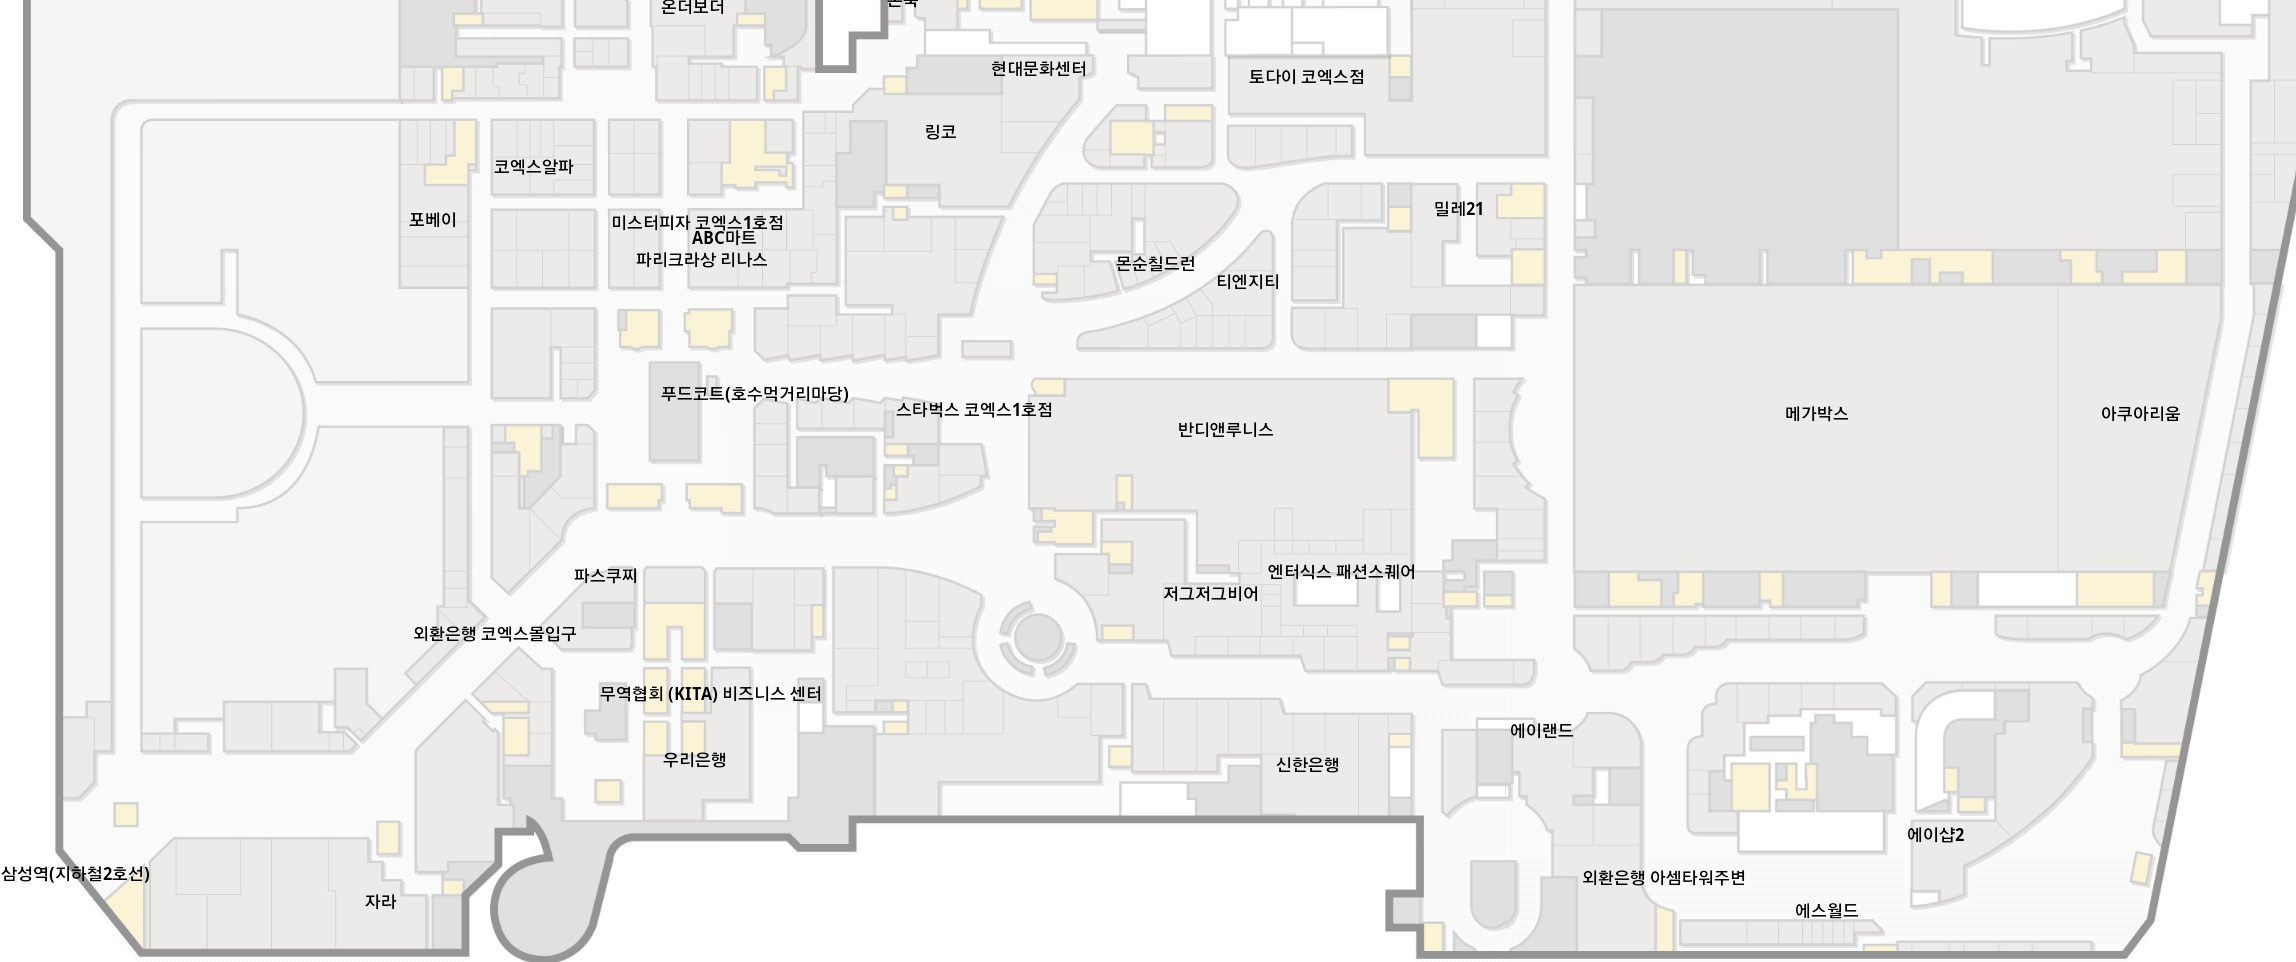 온더보더
현대문화센터
토다이 코엑스점
링코
코엑스알파
포베이
미스터피자 코엑스1호점
ABC마트
파리크라상 리나스
밀레21
몬순칠드런
티엔지티
푸드코트(호수먹거리마당)
스타벅스 코엑스1호점
반디앤루니스
메가박스
아쿠아리움
파스쿠찌
엔터식스 패션스퀘어
저그저그비어
외환은행 코엑스몰입구
무역협회 (KITA) 비즈니스 센터
에이랜드
우리은행
신한은행
에이샵2
삼성역(지하철2호선)
외환은행 아셈타워주변
자라
에스월드